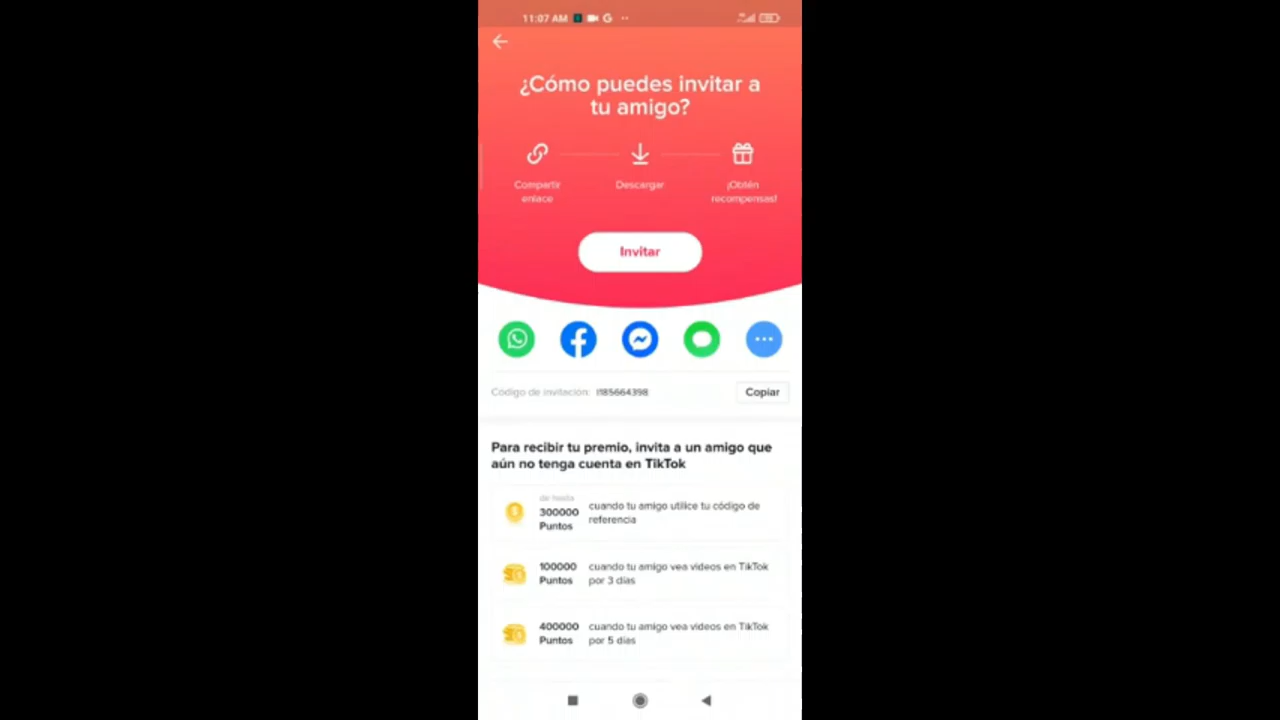 11:07 AM
¿Cómo puedes invitar a
tu amigo?
Compartir
enlace
Descargar
¡Obtén
recompensas!
Invitar
Código de invitación: I185664398
Copiar
Para recibir tu premio, invita a un amigo que
aún no tenga cuenta en TikTok
de hasta
300000
Puntos
cuando tu amigo utilice tu código de
referencia
100000
Puntos
cuando tu amigo vea videos en TikTok
por 3 días
400000
Puntos
cuando tu amigo vea videos en TikTok
por 5 días